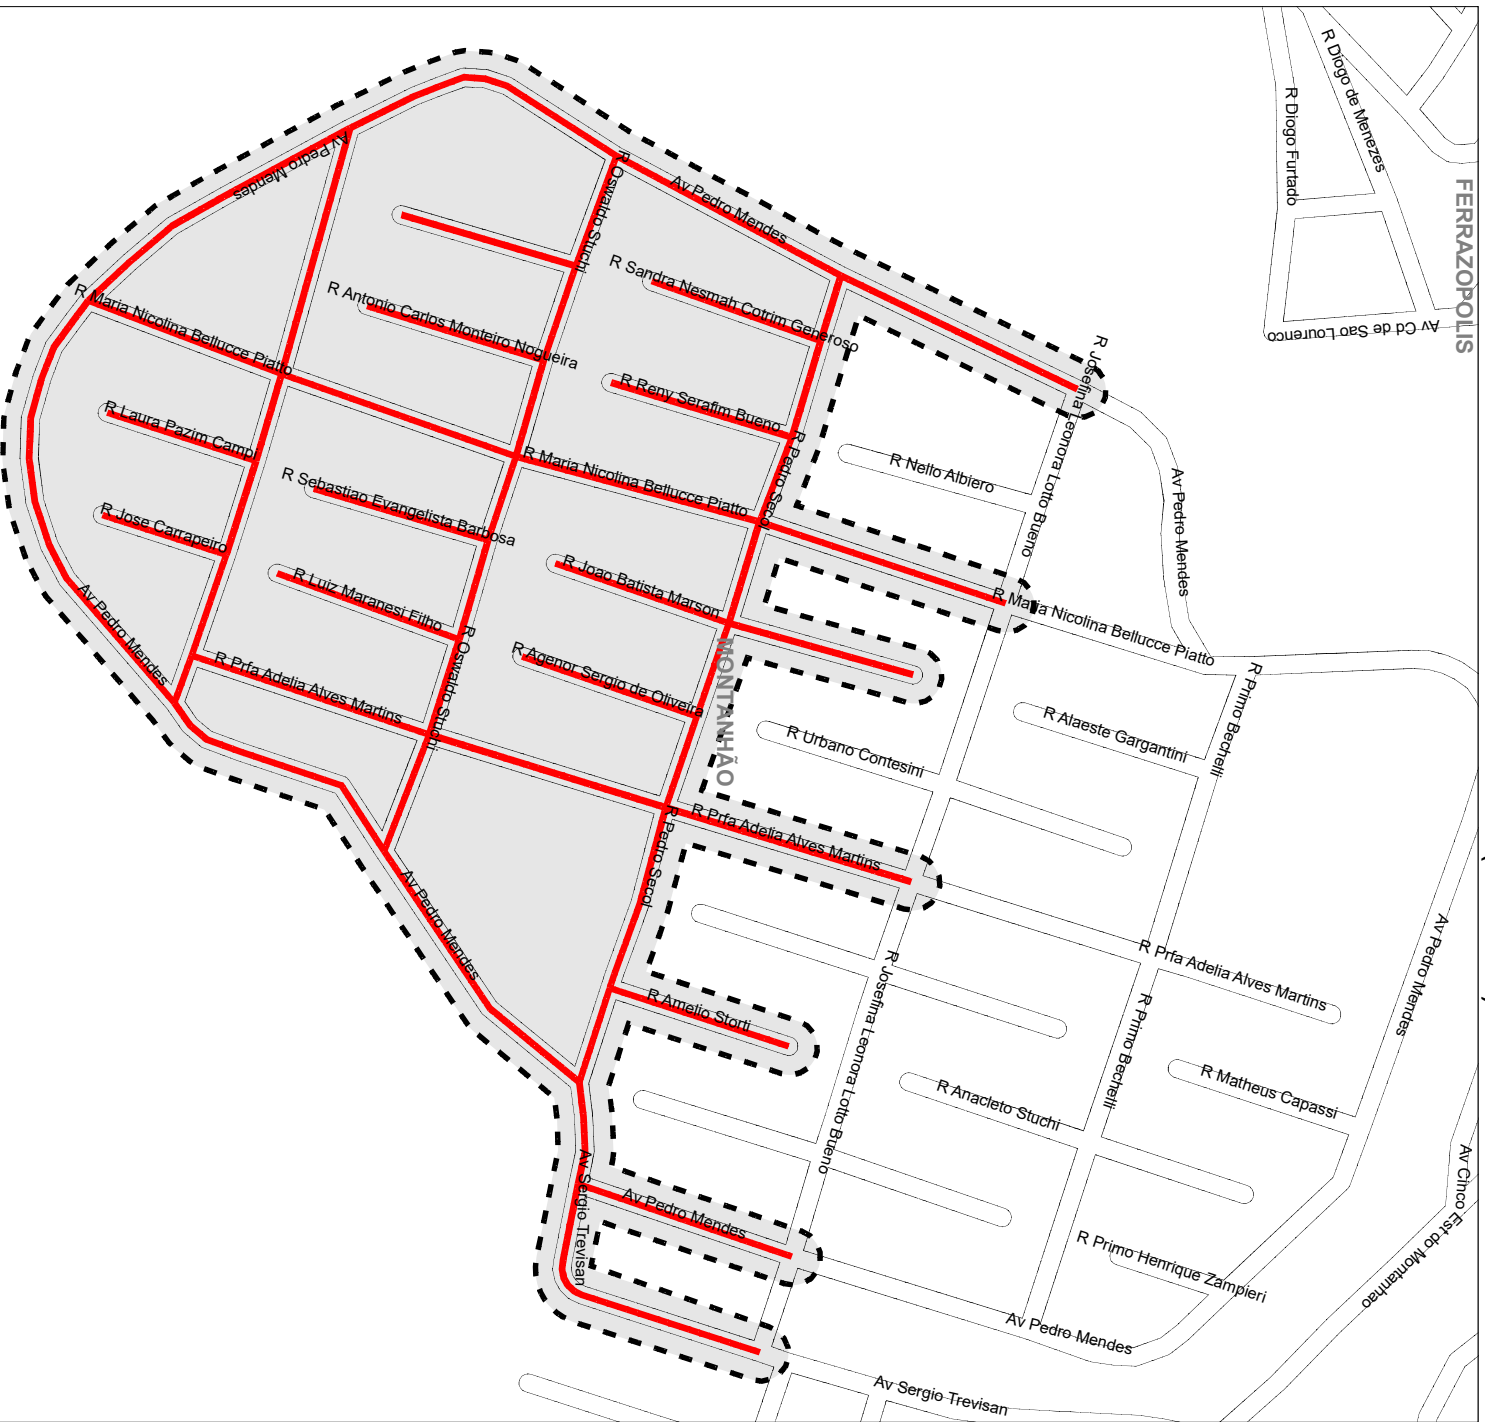 R Diogo de Menezes
R Diogo Furtado
FERRAZOPOLIS
Av Cd de Sao Lourenco
Av Pedro Mendes
R Oswaldo Stuchi
Av Pedro Mendes
R Sandra Nesmah Cotrim Generoso
R Maria Nicolina Bellucce Piatto
R Antonio Carlos Monteiro Nogueira
R Josefina Leonora Lotto Bueno
R Reny Serafim Bueno
R Laura Pazim Campi
R Pedro Secol
R Maria Nicolina Bellucce Piatto
R Nello Albiero
R Sebastiao Evangelista Barbosa
Av Pedro Mendes
R Jose Carrapeiro
R Joao Batista Marson
R Luiz Maranesi Filho
Av Pedro Mendes
R Maria Nicolina Bellucce Piatto
R Oswaldo Stuchi
MONTANHÃO
R Agenor Sergio de Oliveira
R Prfa Adelia Alves Martins
R Primo Bechelli
R Alaeste Gargantini
R Urbano Contesini
R Pedro Secol
R Prfa Adelia Alves Martins
Av Pedro Mendes
Av Pedro Mendes
R Prfa Adelia Alves Martins
R Josefina Leonora Lotto Bueno
R Amelio Storti
R Primo Bechelli
R Matheus Capassi
R Anacleto Stuchi
Av Cinco
Av Sergio Trevisan
Av Pedro Mendes
Est do Montanhao
R Primo Henrique Zampieri
Av Pedro Mendes
Av Sergio Trevisan